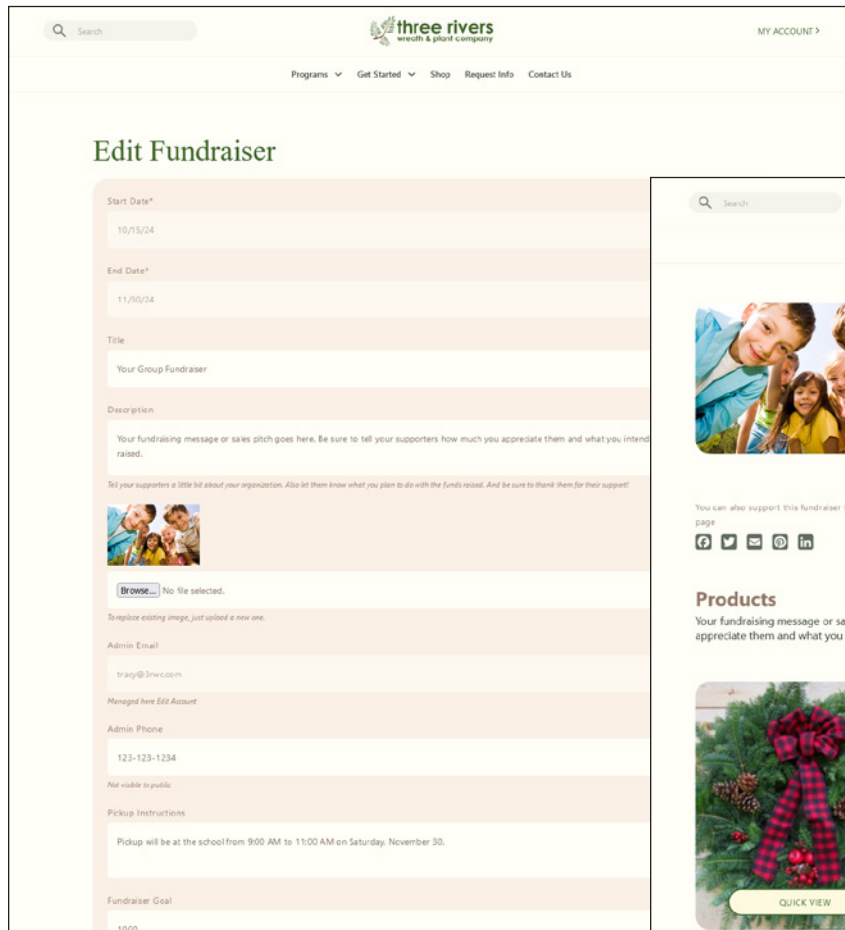 Search
three rivers
wreath & plant company
MY ACCOUNT >
Programs
Get Started
Shop
Request Info
Contact Us
Edit Fundraiser
Start Date*
10/15/24
End Date*
11/30/24
Title
Your Group Fundraiser
Description
Your fundraising message or sales pitch goes here. Be sure to tell your supporters how much you appreciate them and what you intend
raised.
Tell your supporters a little bit about your organization. Also let them know what you plan to do with the funds raised. And be sure to thank them for their support!
Browse... No file selected.
To replace existing image, just upload a new one.
Admin Email
tracy@3rwc.com
Managed here Edit Account
Admin Phone
123-123-1234
Not visible to public
Pickup Instructions
Pickup will be at the school from 9:00 AM to 11:00 AM on Saturday, November 30.
Fundraiser Goal
Search
You can also support this fundraiser
page
Products
Your fundraising message or sa
appreciate them and what you
QUICK VIEW